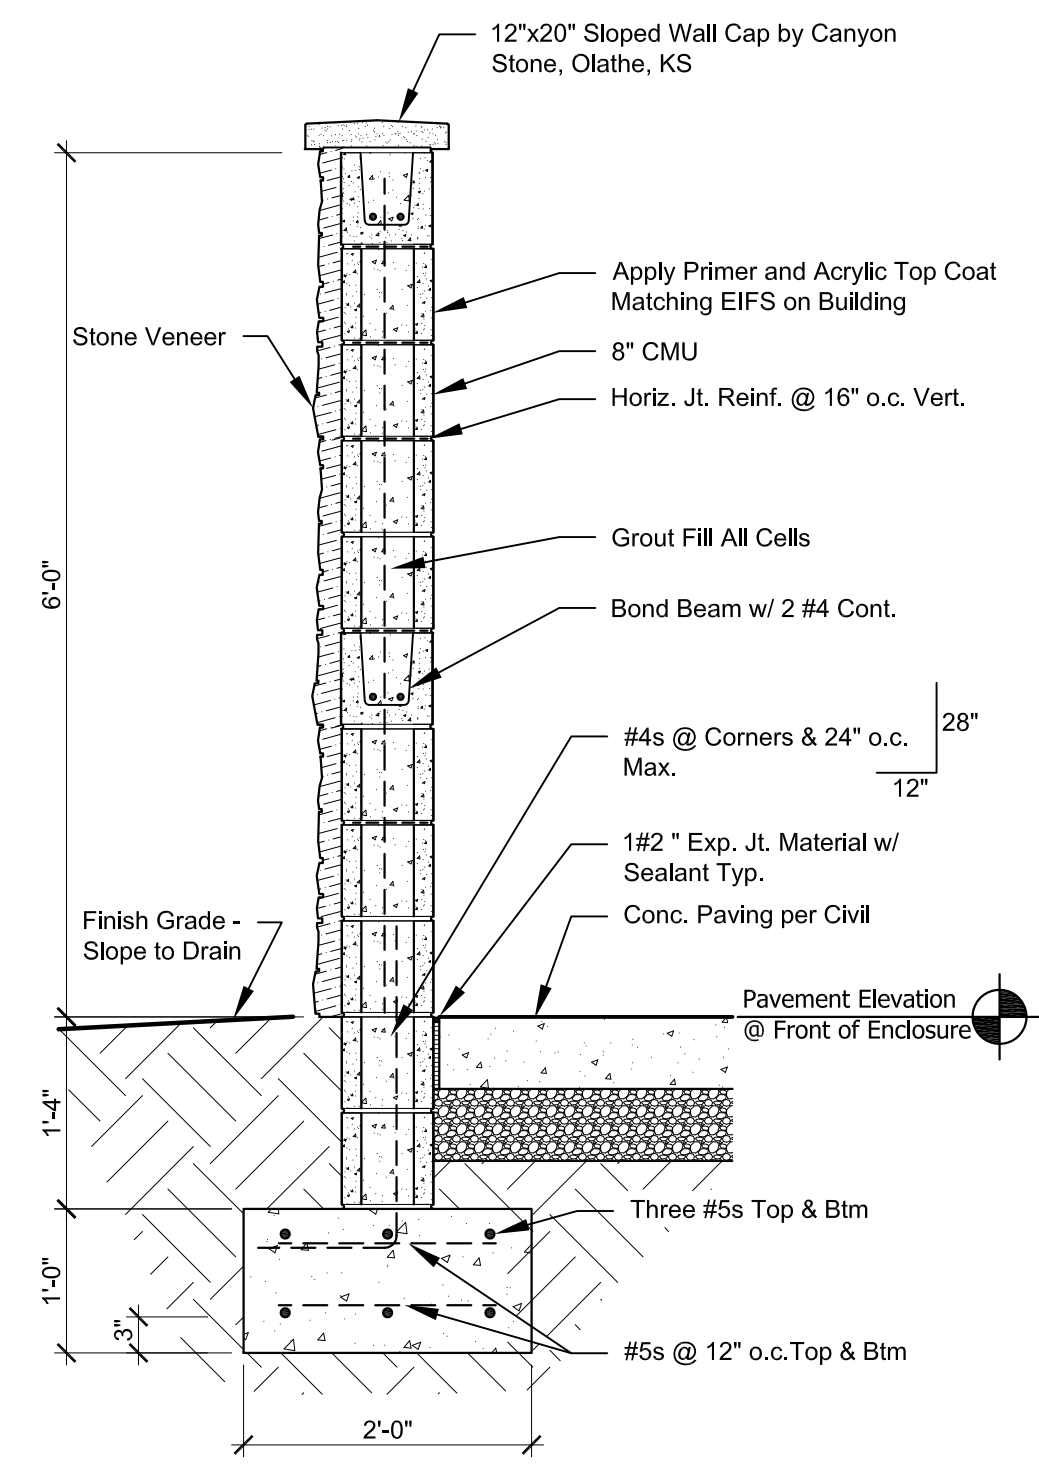 12"x20" Sloped Wall Cap by Canyon
Stone, Olathe, KS
Apply Primer and Acrylic Top Coat
Matching EIFS on Building
Stone Veneer
8" CMU
Horiz. Jt. Reinf. @ 16" o.c. Vert.
Grout Fill All Cells
6'-0"
Bond Beam w/ 2 #4 Cont.
#4s @ Corners & 24" o.c.
Max.
28"
12"
1#2 " Exp. Jt. Material w/
Sealant Typ.
Finish Grade -
Slope to Drain
Conc. Paving per Civil
Pavement Elevation
@ Front of Enclosure
1'-4"
Three #5s Top & Btm
1'-0"
3"
#5s @ 12" o.c.Top & Btm
2'-0"